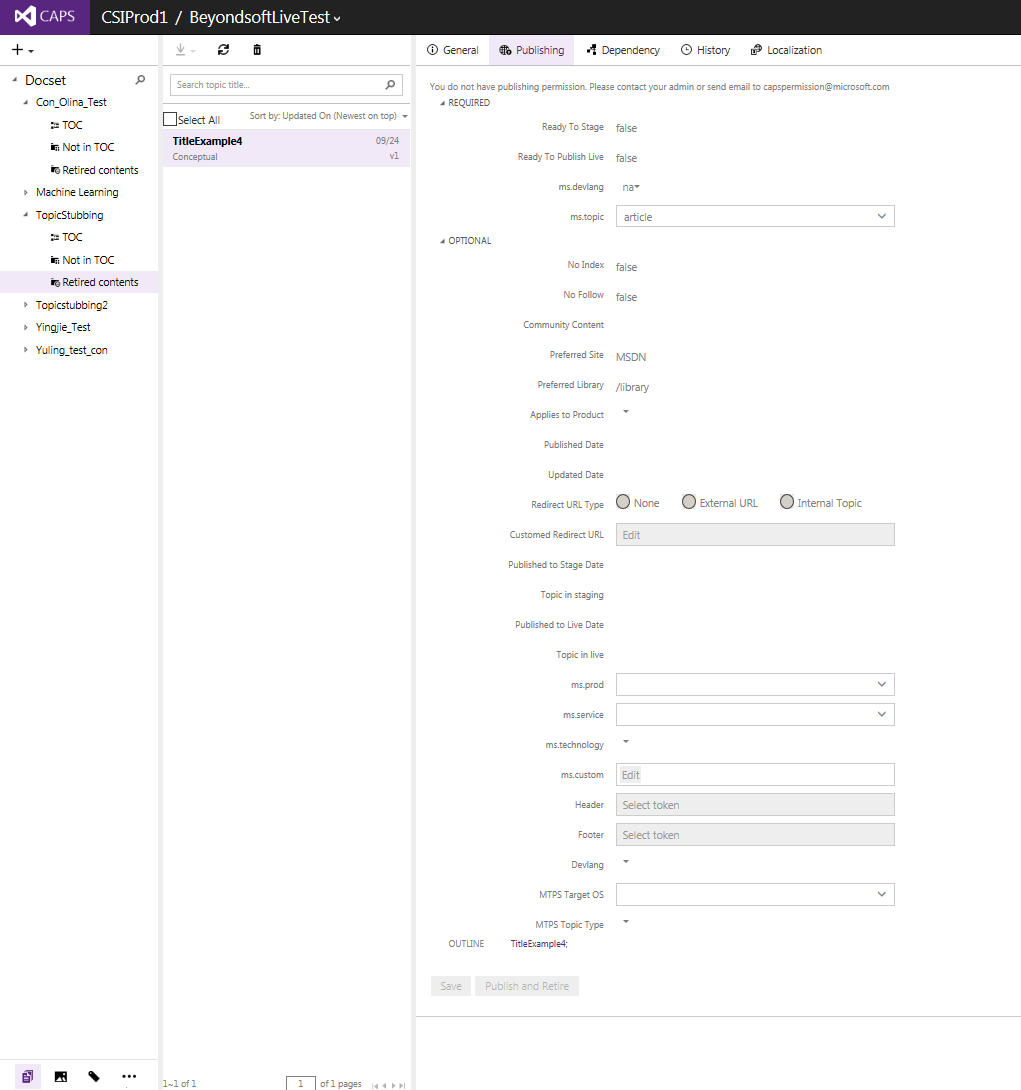 CAPS
CSIProd1 / BeyondsoftLiveTest
Docset
Con_Olina_Test
TOC
Not in TOC
Retired contents
Machine Learning
TopicStubbing
TOC
Not in TOC
Retired contents
Topicstubbing2
Yingjie_Test
Yuling_test_con
Search topic title...
Select All
Sort by: Updated On (Newest on top)
TitleExample4 09/24
Conceptual v1
1~1 of 1
1 of 1 pages
General Publishing Dependency History Localization
You do not have publishing permission. Please contact your admin or send email to capspermission@microsoft.com
REQUIRED
Ready To Stage false
Ready To Publish Live false
ms.devlang na
ms.topic article
OPTIONAL
No Index false
No Follow false
Community Content
Preferred Site MSDN
Preferred Library /library
Applies to Product
Published Date
Updated Date
Redirect URL Type None External URL Internal Topic
Customed Redirect URL Edit
Published to Stage Date
Topic in staging
Published to Live Date
Topic in live
ms.prod
ms.service
ms.technology
ms.custom Edit
Header Select token
Footer Select token
Devlang
MTPS Target OS
MTPS Topic Type
OUTLINE TitleExample4;
Save Publish and Retire